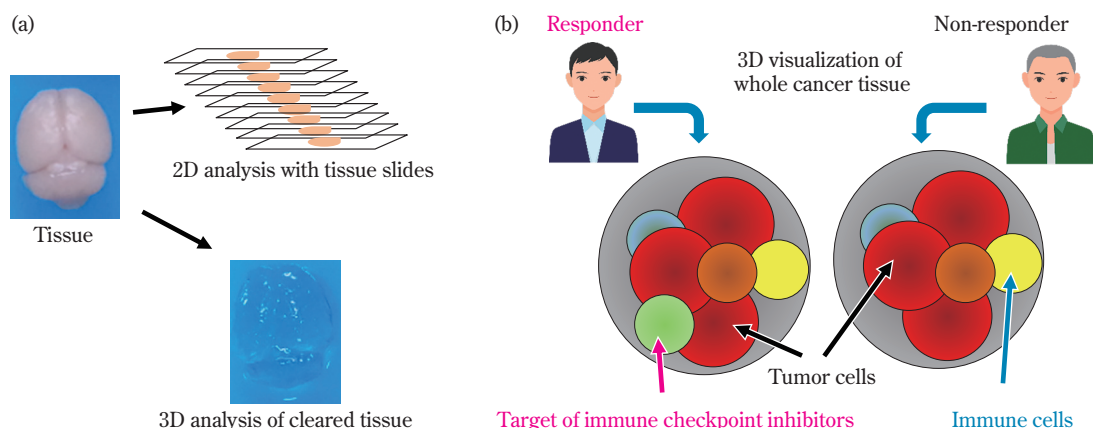 (a)
2D analysis with tissue slides
Tissue
3D analysis of cleared tissue
(b)
Responder
Non-responder
3D visualization of
whole cancer tissue
Tumor cells
Target of immune checkpoint inhibitors
Immune cells